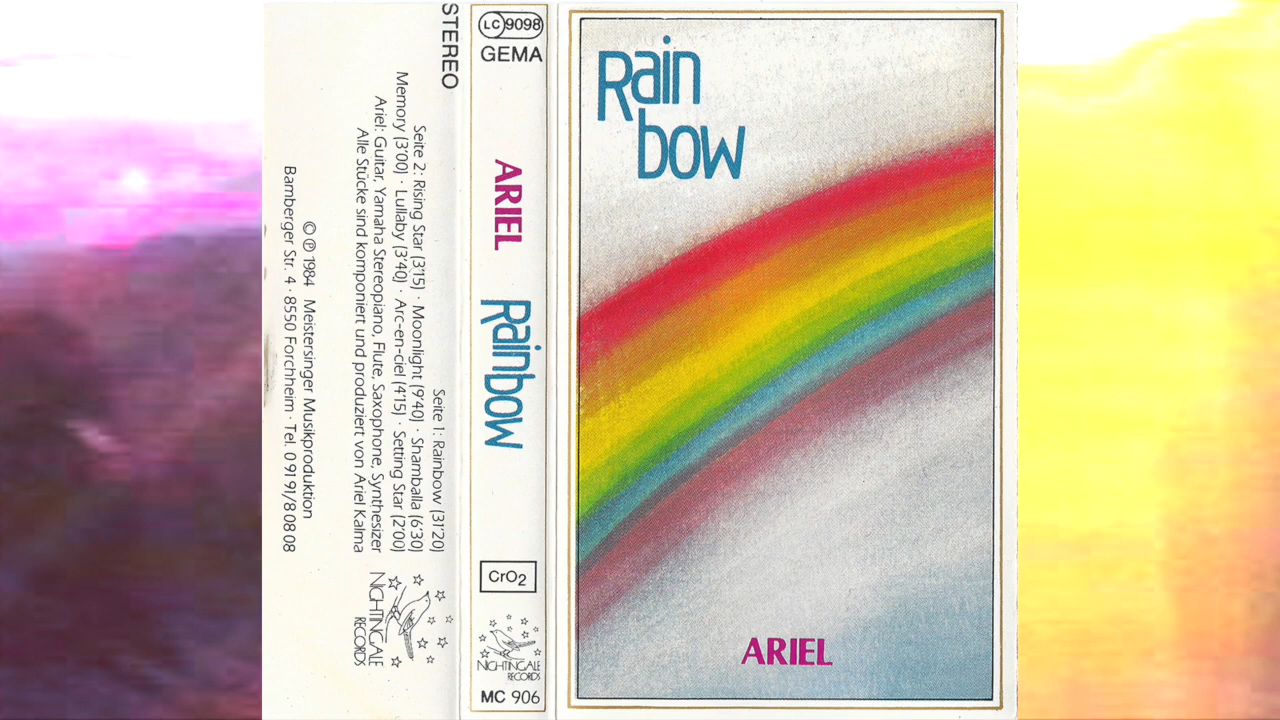 STEREO
Seite 1: Rainbow (31'20)
Seite 2: Rising Star (3'15) · Moonlight (9'40) · Shamballa (6'30)
Memory (3'00) · Lullaby (3'40) · Arc-en-ciel (4'15) · Setting Star (2'00)
Ariel: Guitar, Yamaha Stereopiano, Flute, Saxophone, Synthesizer
Alle Stücke sind komponiert und produziert von Ariel Kalma
© ℗ 1984 Meistersinger Musikproduktion
Bamberger Str. 4 · 8550 Forchheim · Tel. 0 91 91/8 08 08
NIGHTINGALE
RECORDS
LC 9098
GEMA
ARIEL
Rainbow
CrO2
NIGHTINGALE
RECORDS
MC 906
Rain
bow
ARIEL